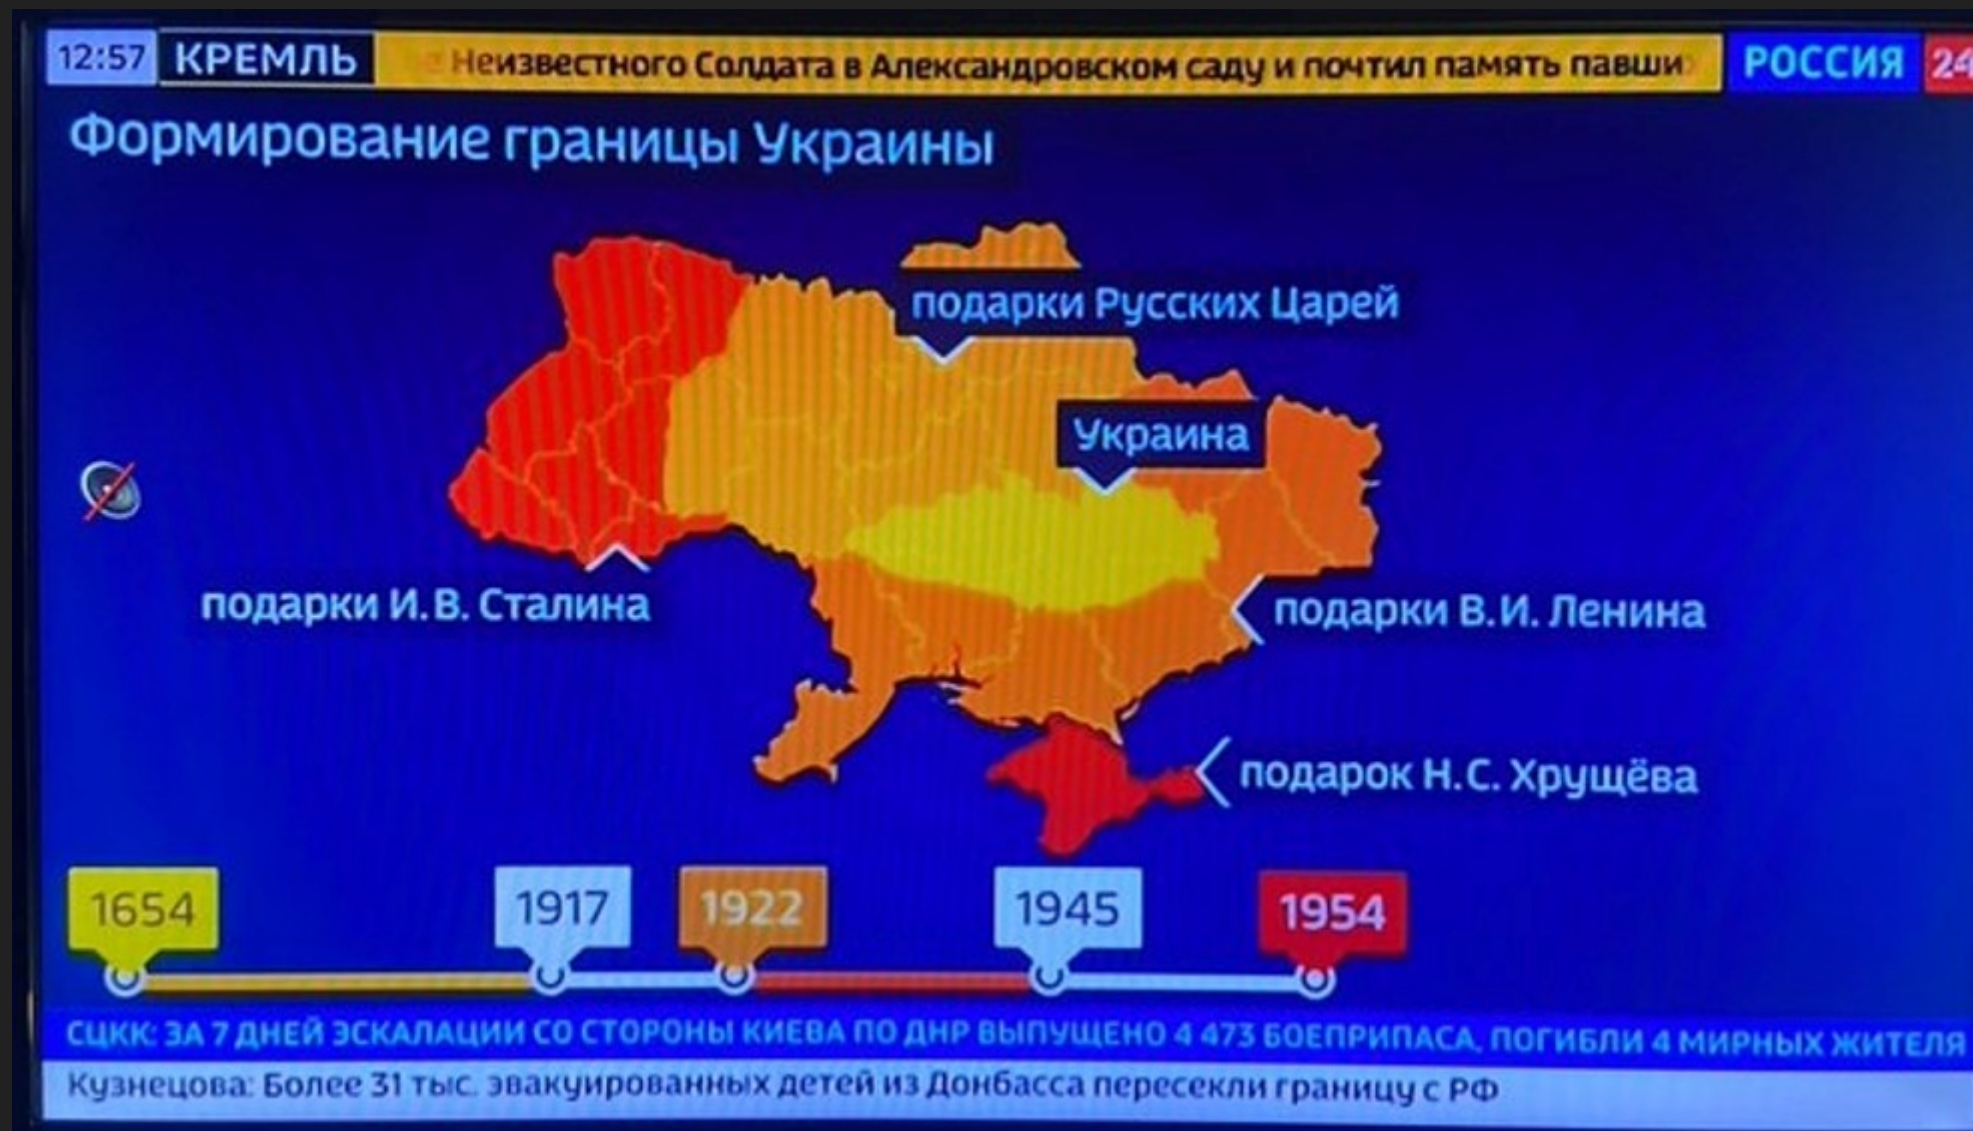 12:57 КРЕМЛЬ Неизвестного Солдата в Александровском саду и почтил память павши РОССИЯ 24
Формирование границы Украины
подарки Русских Царей
Украина
подарки И.В. Сталина
подарки В.И. Ленина
подарок Н.С. Хрущёва
1654 1917 1922 1945 1954
СЦКК: ЗА 7 ДНЕЙ ЭСКАЛАЦИИ СО СТОРОНЫ КИЕВА ПО ДНР ВЫПУЩЕНО 4 473 БОЕПРИПАСА, ПОГИБЛИ 4 МИРНЫХ ЖИТЕЛЯ
Кузнецова: Более 31 тыс. эвакуированных детей из Донбасса пересекли границу с РФ